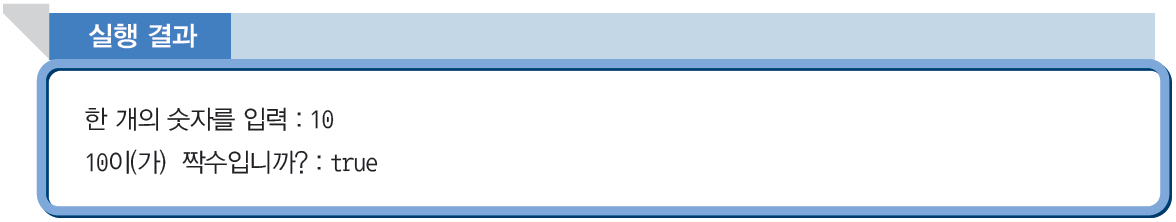 실행 결과
한 개의 숫자를 입력 : 10
10이(가) 짝수입니까? : true